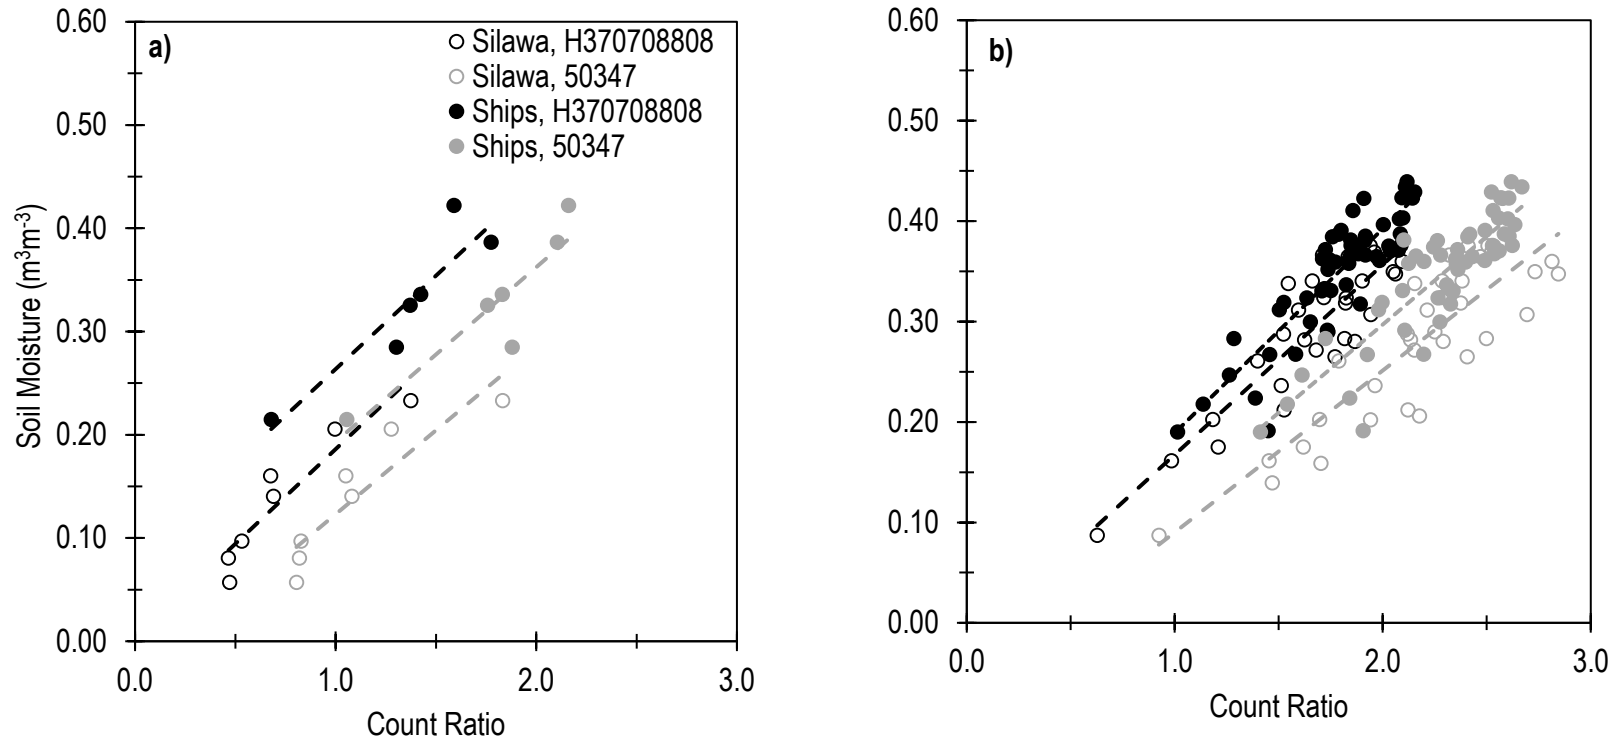 a)
Silawa, H370708808
Silawa, 50347
Ships, H370708808
Ships, 50347
0.60
0.50
0.40
0.30
0.20
0.10
0.00
0.0 1.0 2.0 3.0
Soil Moisture (m³m⁻³)
Count Ratio
b)
0.60
0.50
0.40
0.30
0.20
0.10
0.00
0.0 1.0 2.0 3.0
Count Ratio